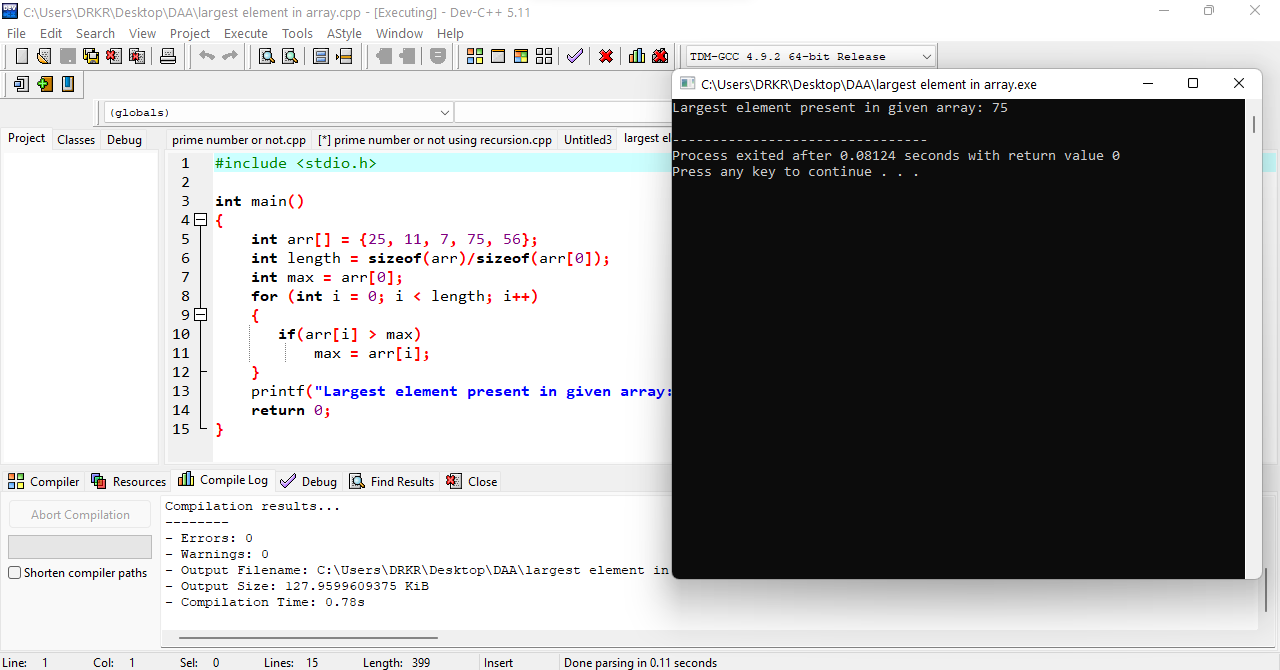 C:\Users\DRKR\Desktop\DAA\largest element in array.cpp - [Executing] - Dev-C++ 5.11
File Edit Search View Project Execute Tools AStyle Window Help
TDM-GCC 4.9.2 64-bit Release
(globals)
Project Classes Debug
prime number or not.cpp [*] prime number or not using recursion.cpp Untitled3 largest el
1 #include <stdio.h>
2
3 int main()
4 {
5 int arr[] = {25, 11, 7, 75, 56};
6 int length = sizeof(arr)/sizeof(arr[0]);
7 int max = arr[0];
8 for (int i = 0; i < length; i++)
9 {
10 if(arr[i] > max)
11 max = arr[i];
12 }
13 printf("Largest element present in given array:
14 return 0;
15 }
C:\Users\DRKR\Desktop\DAA\largest element in array.exe
Largest element present in given array: 75
--------------------------------
Process exited after 0.08124 seconds with return value 0
Press any key to continue . . .
Compiler Resources Compile Log Debug Find Results Close
Abort Compilation
Shorten compiler paths
Compilation results...
--------
- Errors: 0
- Warnings: 0
- Output Filename: C:\Users\DRKR\Desktop\DAA\largest element in
- Output Size: 127.9599609375 KiB
- Compilation Time: 0.78s
Line: 1 Col: 1 Sel: 0 Lines: 15 Length: 399 Insert Done parsing in 0.11 seconds